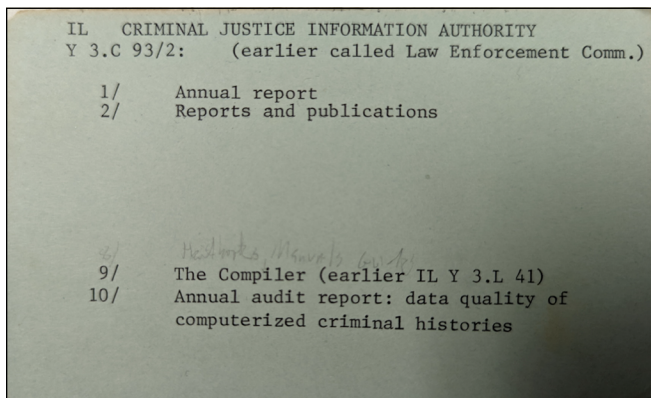 IL CRIMINAL JUSTICE INFORMATION AUTHORITY
Y 3.C 93/2: (earlier called Law Enforcement Comm.)
1/ Annual report
2/ Reports and publications
8/ Handbooks, Manuals, Guides
9/ The Compiler (earlier IL Y 3.L 41)
10/ Annual audit report: data quality of
computerized criminal histories